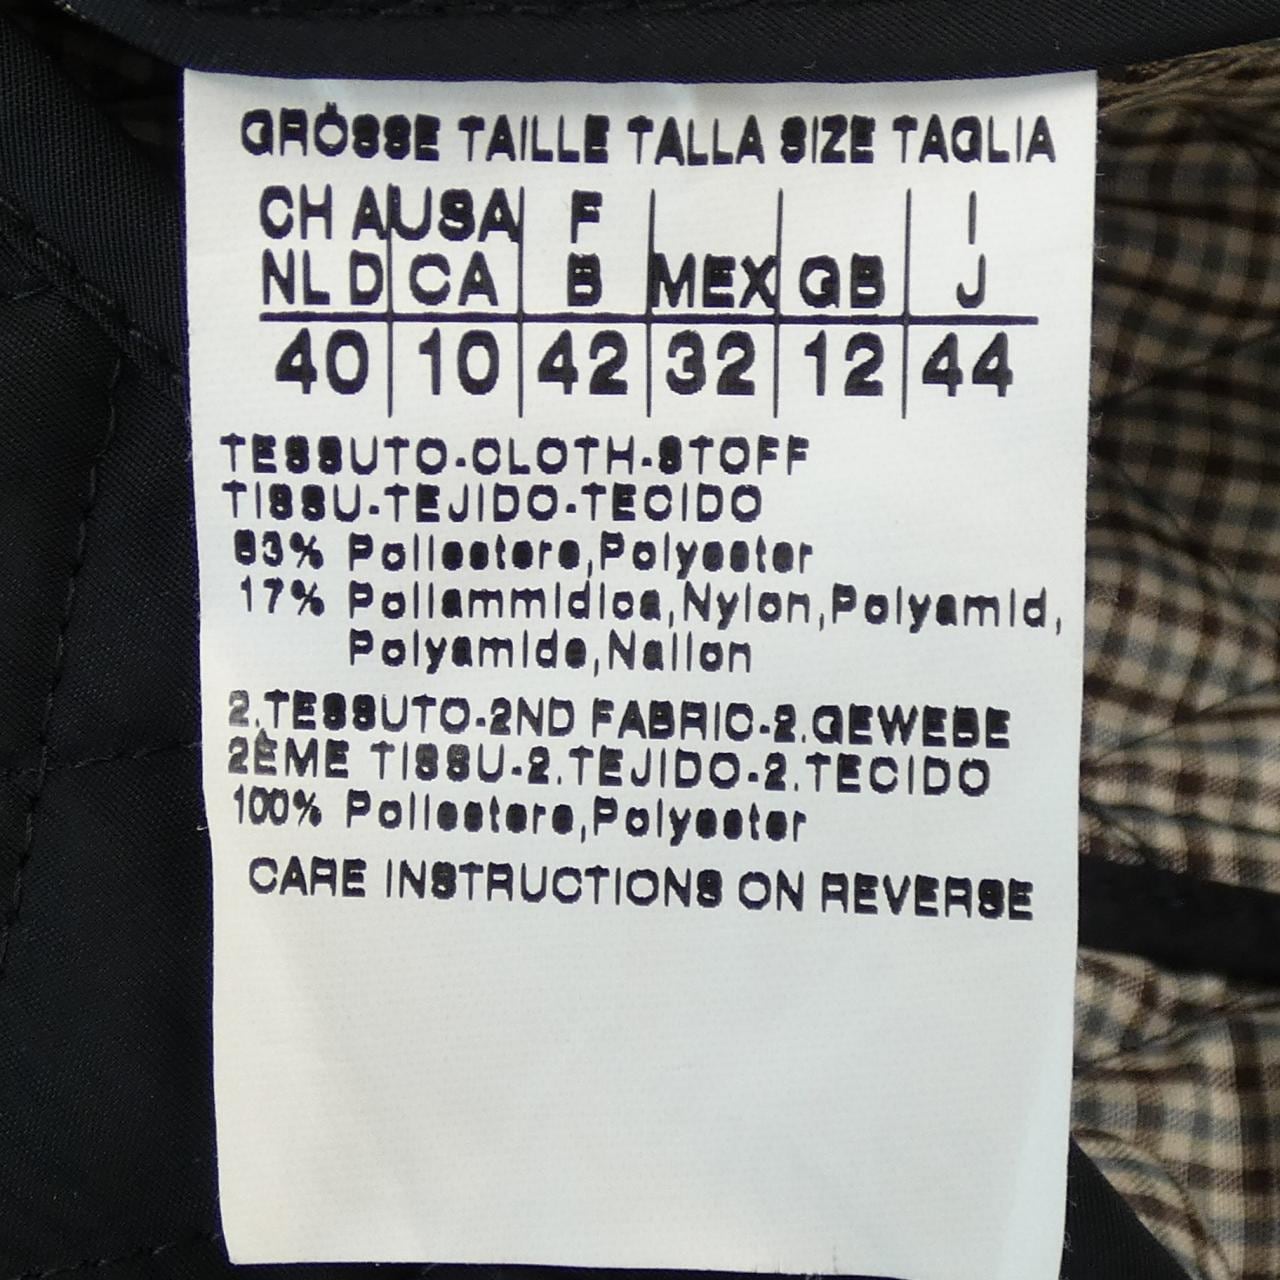 GRÖSSE TAILLE TALLA SIZE TAGLIA
CH A USA F I
NL D CA B MEX GB J
40 10 42 32 12 44
TESSUTO-CLOTH-STOFF
TISSU-TEJIDO-TECIDO
83% Poliestere,Polyester
17% Poliammidica,Nylon,Polyamid,
Polyamide,Nailon
2.TESSUTO-2ND FABRIC-2.GEWEBE
2ÈME TISSU-2.TEJIDO-2.TECIDO
100% Poliestere,Polyester
CARE INSTRUCTIONS ON REVERSE